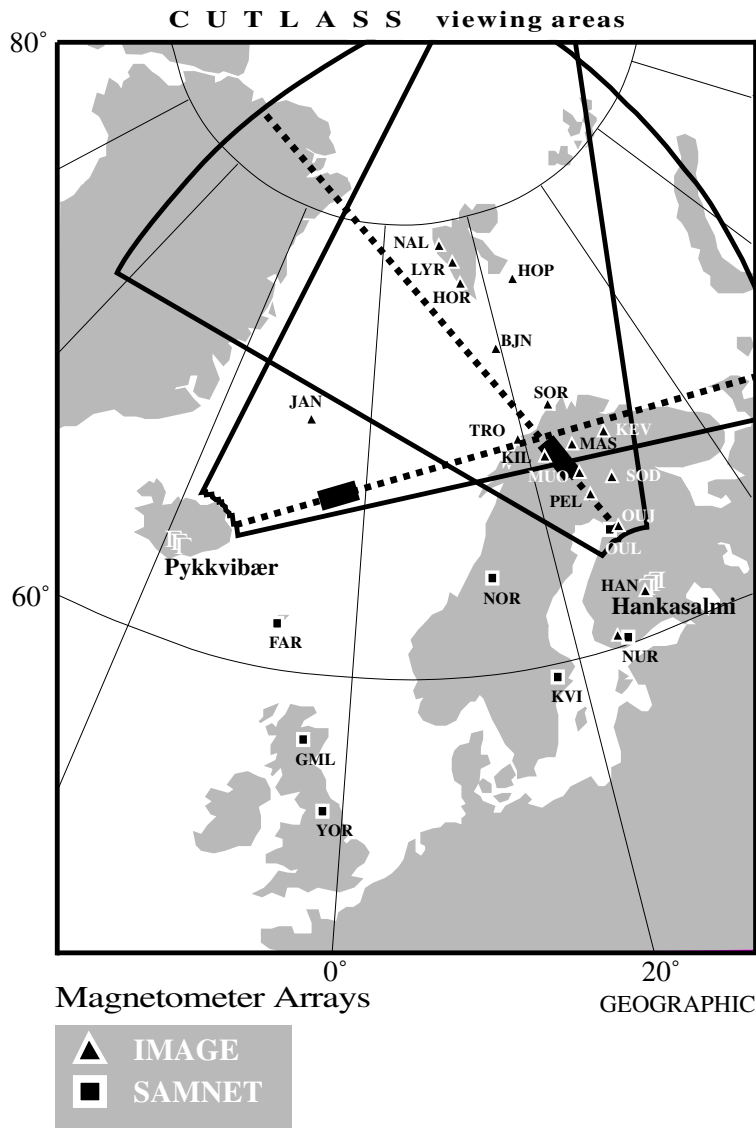 C U T L A S S viewing areas
80°
NAL
LYR
HOP
HOR
BJN
JAN
SOR
TRO
KEV
MAS
KIL
MUO
SOD
PEL
OUJ
OUL
Pykkvibær
HAN
NOR
60°
Hankasalmi
FAR
NUR
KVI
GML
YOR
0°
20°
Magnetometer Arrays
GEOGRAPHIC
IMAGE
SAMNET